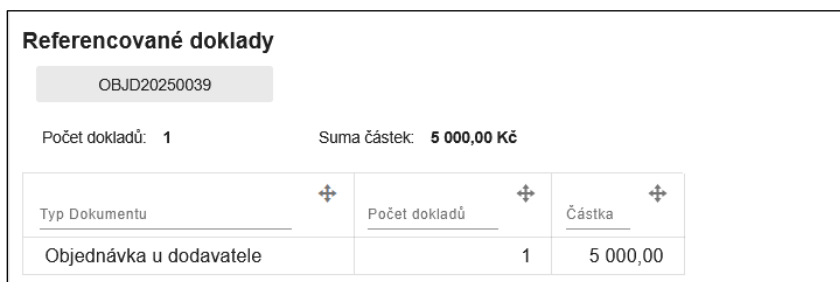 Referencované doklady
OBJD20250039
Počet dokladů: 1 Suma částek: 5 000,00 Kč
Typ Dokumentu Počet dokladů Částka
Objednávka u dodavatele 1 5 000,00